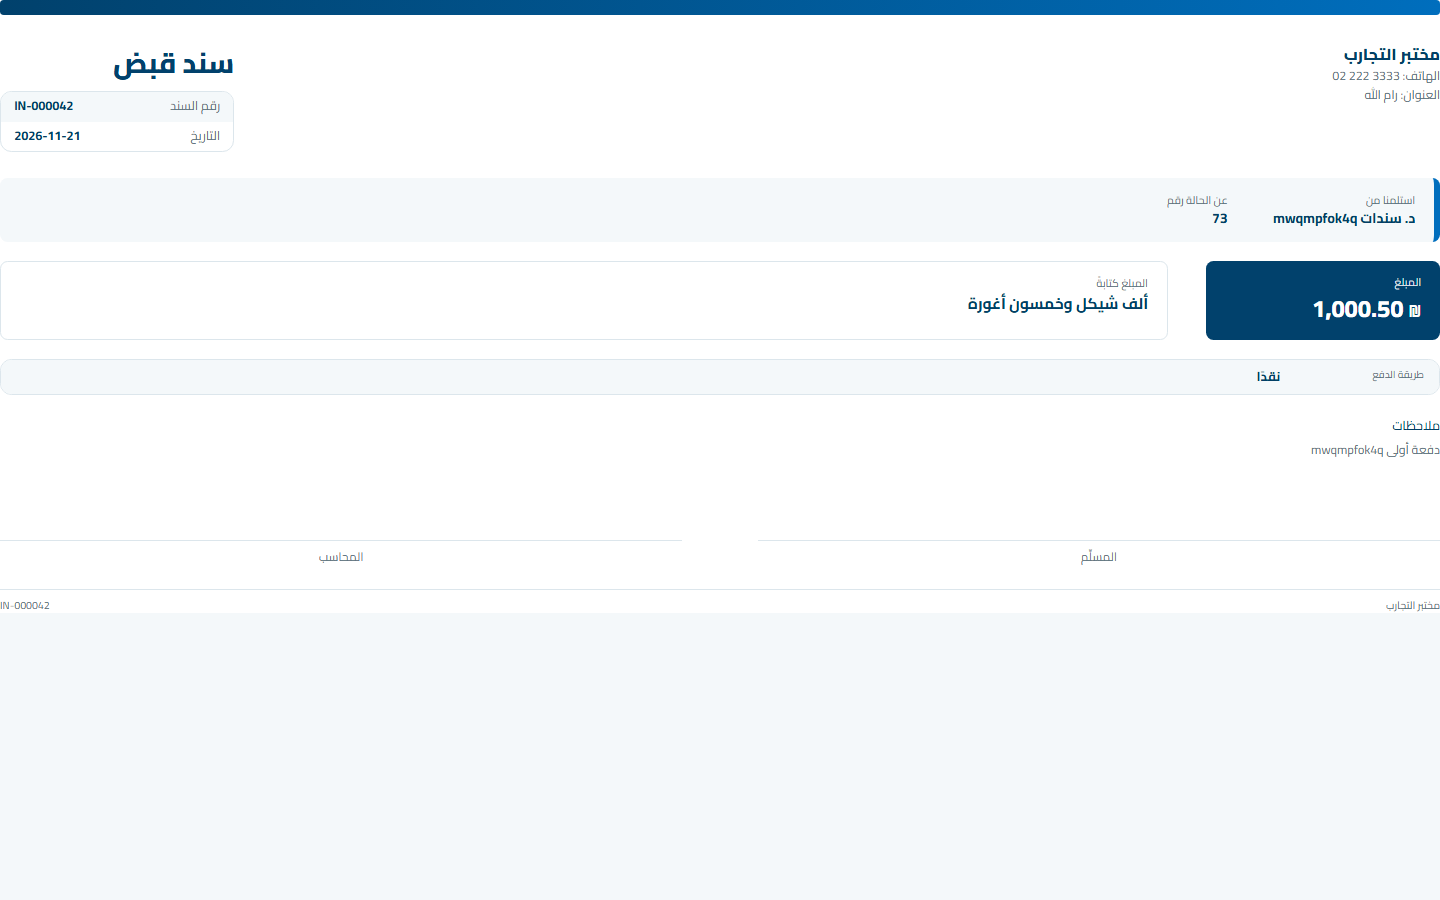 مختبر التجارب
الهاتف: 3333 222 02
العنوان: رام الله
سند قبض
رقم السند IN-000042
التاريخ 2026-11-21
استلمنا من
د. سندات mwqmpfok4q
عن الحالة رقم
73
المبلغ
₪ 1,000.50
المبلغ كتابةً
ألف شيكل وخمسون أغورة
طريقة الدفع نقدًا
ملاحظات
دفعة أولى mwqmpfok4q
المسلّم
المحاسب
مختبر التجارب
IN-000042